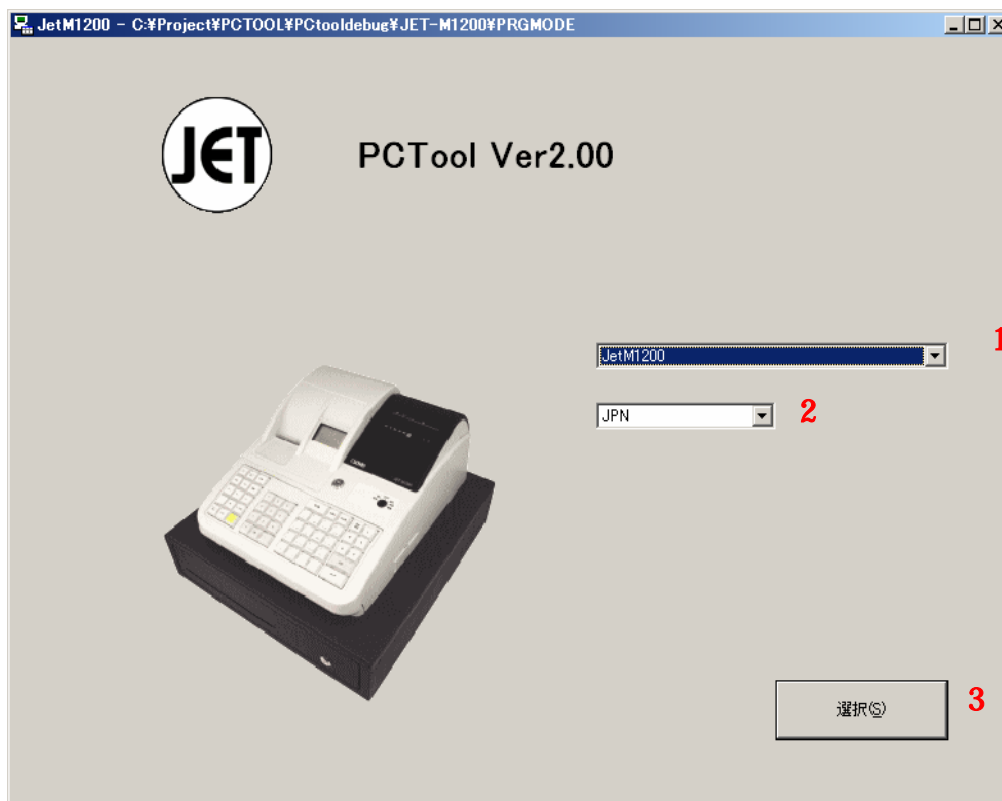 JetM1200 - C:¥Project¥PCTOOL¥PCtooldebug¥JET-M1200¥PRGMODE
JET
PCTool Ver2.00
1
JetM1200
JPN
2
選択(S)
3